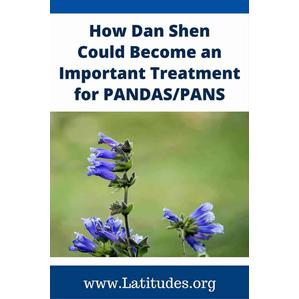 How Dan Shen
Could Become an
Important Treatment
for PANDAS/PANS
www.Latitudes.org